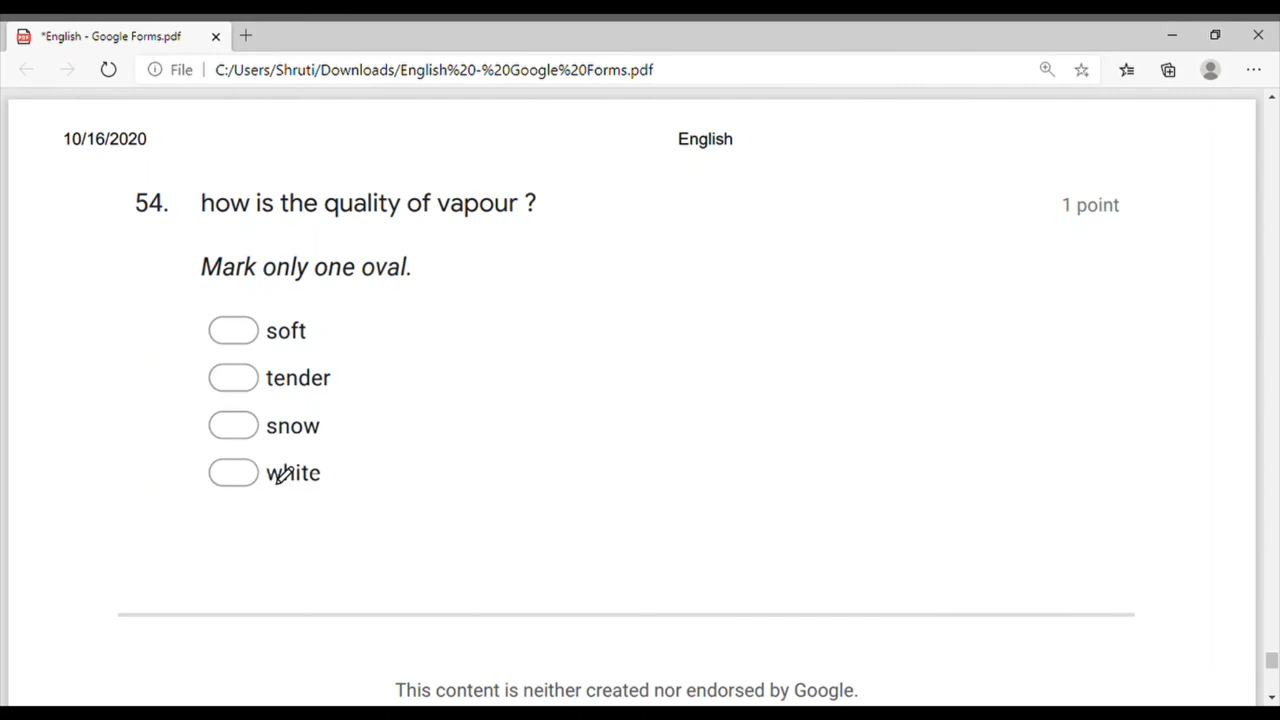 *English - Google Forms.pdf
File | C:/Users/Shruti/Downloads/English%20-%20Google%20Forms.pdf
10/16/2020 English
54. how is the quality of vapour ? 1 point
Mark only one oval.
soft
tender
snow
white
This content is neither created nor endorsed by Google.